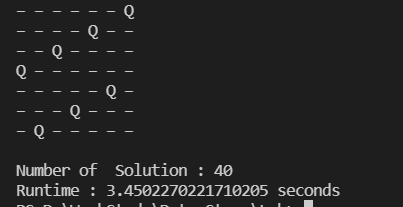 - - - - - - Q
- - - - Q - -
- - Q - - - -
Q - - - - - -
- - - - - Q -
- - - Q - - -
- Q - - - - -
Number of  Solution : 40
Runtime : 3.4502270221710205 seconds